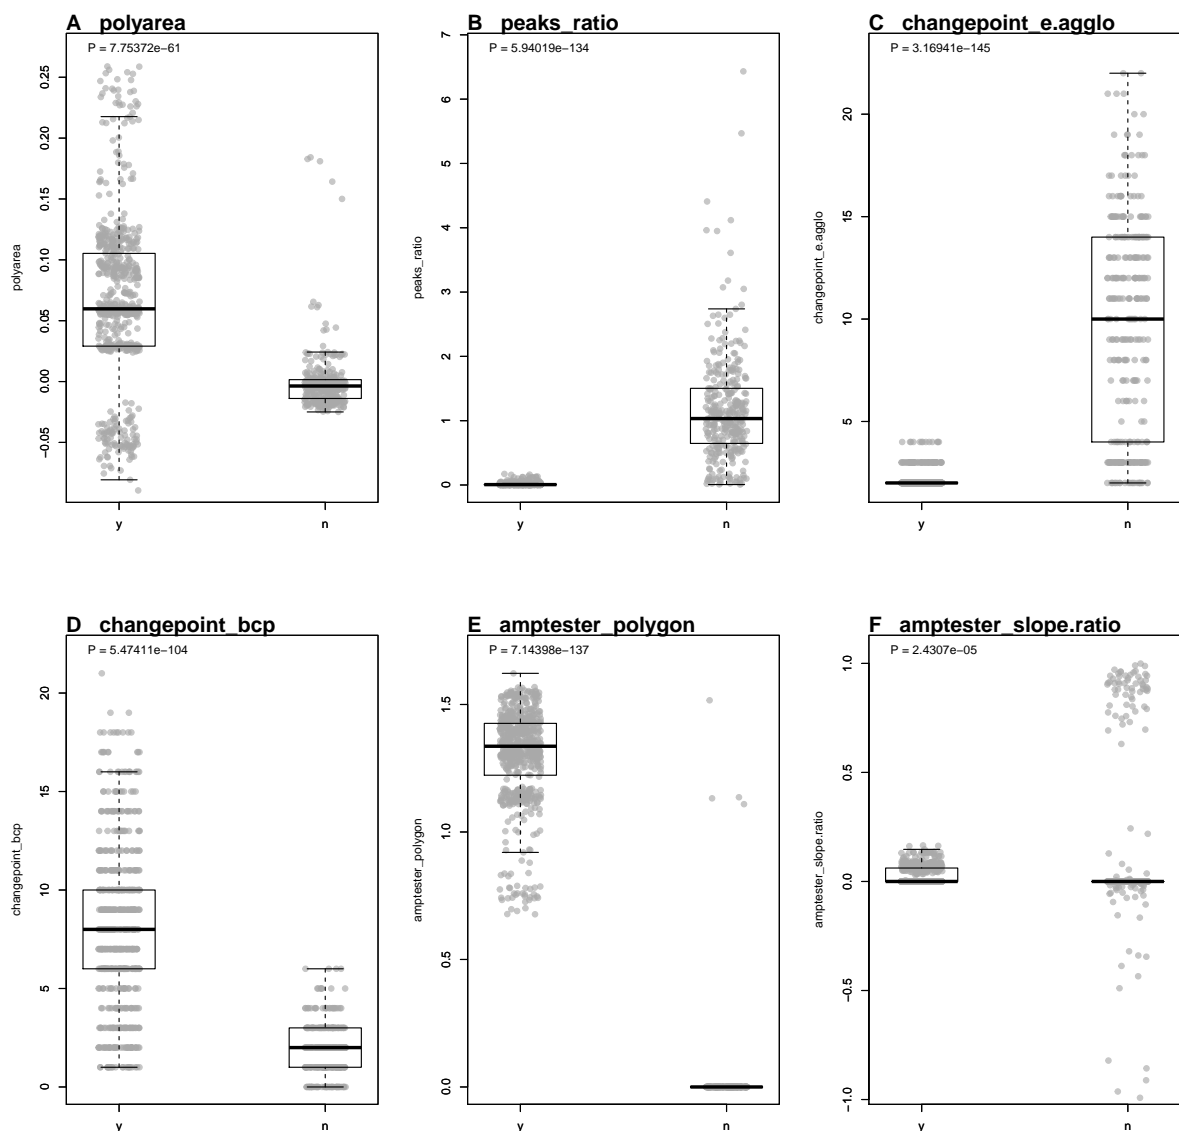 A polyarea
P = 7.75372e−61
polyarea
0.25
0.20
0.15
0.10
0.05
0.00
−0.05
y n
B peaks_ratio
P = 5.94019e−134
peaks_ratio
7
6
5
4
3
2
1
0
y n
C changepoint_e.agglo
P = 3.16941e−145
changepoint_e.agglo
20
15
10
5
y n
D changepoint_bcp
P = 5.47411e−104
changepoint_bcp
20
15
10
5
0
y n
E amptester_polygon
P = 7.14398e−137
amptester_polygon
1.5
1.0
0.5
0.0
y n
F amptester_slope.ratio
P = 2.4307e−05
amptester_slope.ratio
1.0
0.5
0.0
−0.5
−1.0
y n